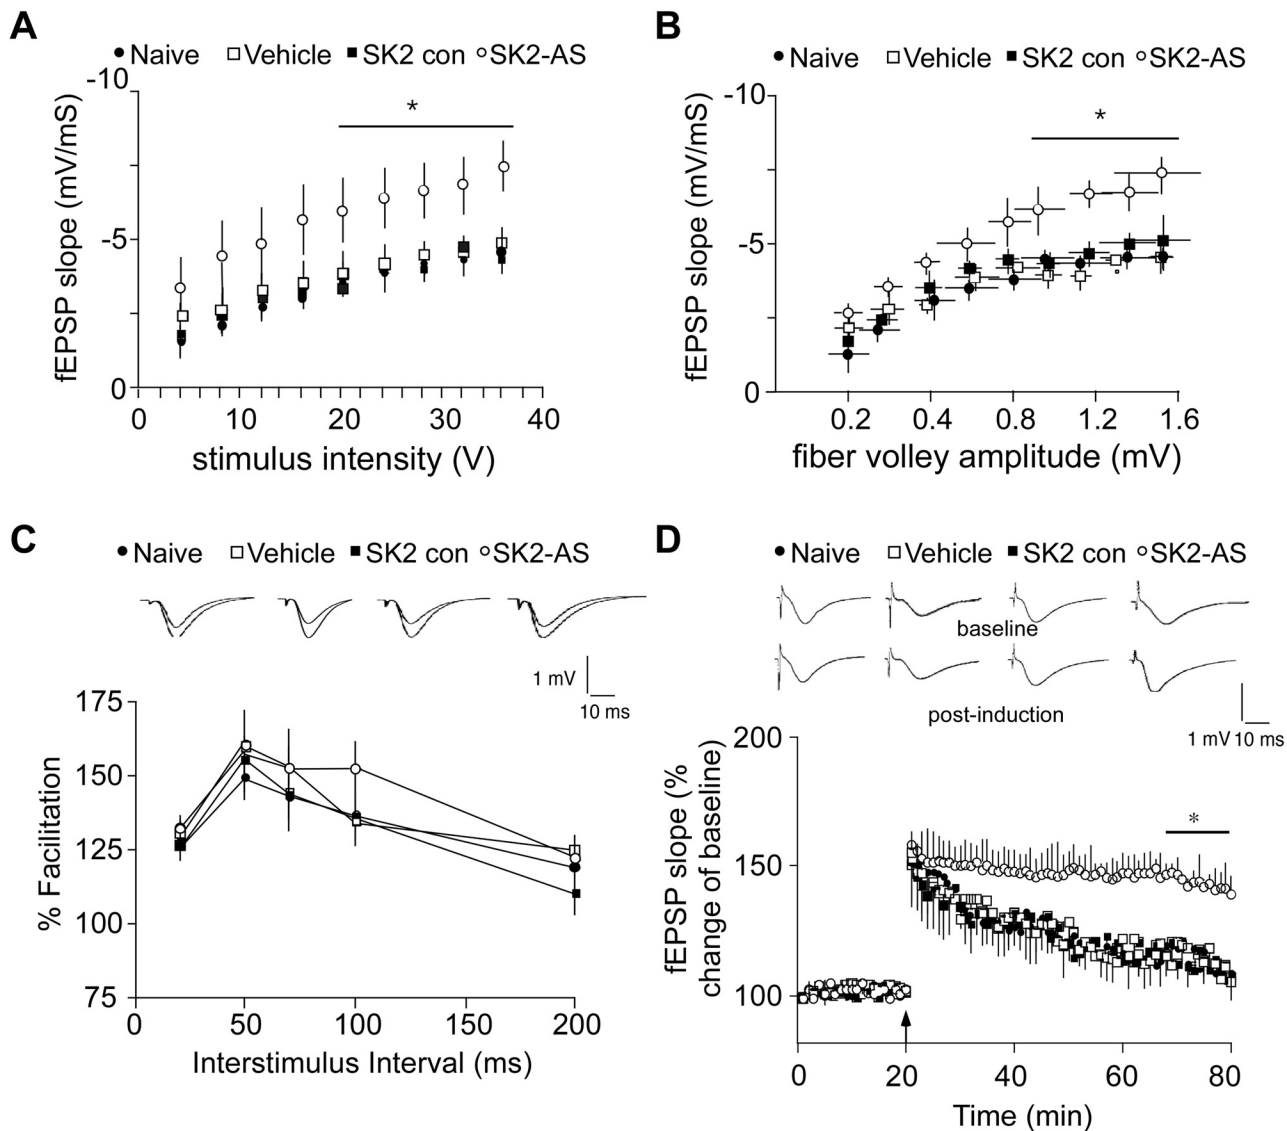 A
● Naive □ Vehicle ■ SK2 con ○ SK2-AS
-10
-5
0
fEPSP slope (mV/mS)
*
0 10 20 30 40
stimulus intensity (V)
B
● Naive □ Vehicle ■ SK2 con ○ SK2-AS
-10
-5
0
fEPSP slope (mV/mS)
*
0.2 0.4 0.8 1.2 1.6
fiber volley amplitude (mV)
C
● Naive □ Vehicle ■ SK2 con ○ SK2-AS
1 mV
10 ms
175
150
125
100
75
% Facilitation
0 50 100 150 200
Interstimulus Interval (ms)
D
● Naive □ Vehicle ■ SK2 con ○ SK2-AS
baseline
post-induction
1 mV 10 ms
200
150
100
fEPSP slope (%
change of baseline)
*
0 20 40 60 80
Time (min)